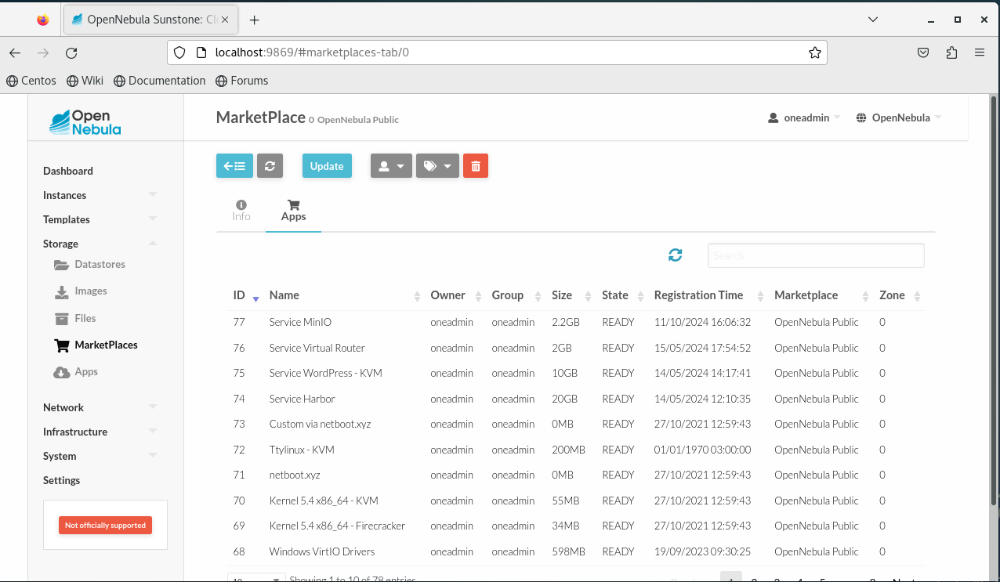 OpenNebula Sunstone: Cl
localhost:9869/#marketplaces-tab/0
Centos Wiki Documentation Forums
Open
Nebula
MarketPlace 0 OpenNebula Public
oneadmin OpenNebula
Dashboard
Instances
Templates
Storage
Datastores
Images
Files
MarketPlaces
Apps
Network
Infrastructure
System
Settings
Not officially supported
Update
Info
Apps
Search
ID Name Owner Group Size State Registration Time Marketplace Zone
77 Service MinIO oneadmin oneadmin 2.2GB READY 11/10/2024 16:06:32 OpenNebula Public 0
76 Service Virtual Router oneadmin oneadmin 2GB READY 15/05/2024 17:54:52 OpenNebula Public 0
75 Service WordPress - KVM oneadmin oneadmin 10GB READY 14/05/2024 14:17:41 OpenNebula Public 0
74 Service Harbor oneadmin oneadmin 20GB READY 14/05/2024 12:10:35 OpenNebula Public 0
73 Custom via netboot.xyz oneadmin oneadmin 0MB READY 27/10/2021 12:59:43 OpenNebula Public 0
72 Ttylinux - KVM oneadmin oneadmin 200MB READY 01/01/1970 03:00:00 OpenNebula Public 0
71 netboot.xyz oneadmin oneadmin 0MB READY 27/10/2021 12:59:43 OpenNebula Public 0
70 Kernel 5.4 x86_64 - KVM oneadmin oneadmin 55MB READY 27/10/2021 12:59:43 OpenNebula Public 0
69 Kernel 5.4 x86_64 - Firecracker oneadmin oneadmin 34MB READY 27/10/2021 12:59:43 OpenNebula Public 0
68 Windows VirtIO Drivers oneadmin oneadmin 598MB READY 19/09/2023 09:30:25 OpenNebula Public 0
10 Showing 1 to 10 of 78 entries 1 2 3 4 5 8 Next